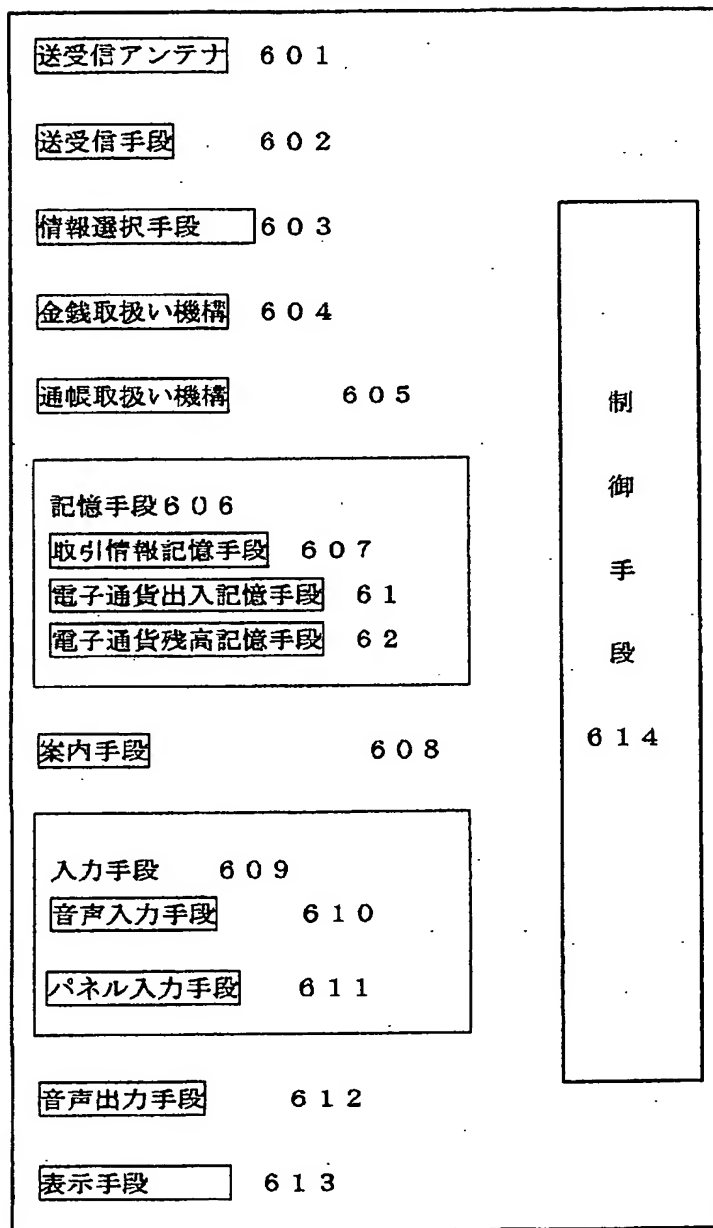 送受信アンテナ 601
送受信手段 602
情報選択手段 603
金銭取扱い機構 604
通帳取扱い機構 605
記憶手段606
取引情報記憶手段 607
電子通貨出入記憶手段 61
電子通貨残高記憶手段 62
案内手段 608
入力手段 609
音声入力手段 610
パネル入力手段 611
音声出力手段 612
表示手段 613
制
御
手
段
614